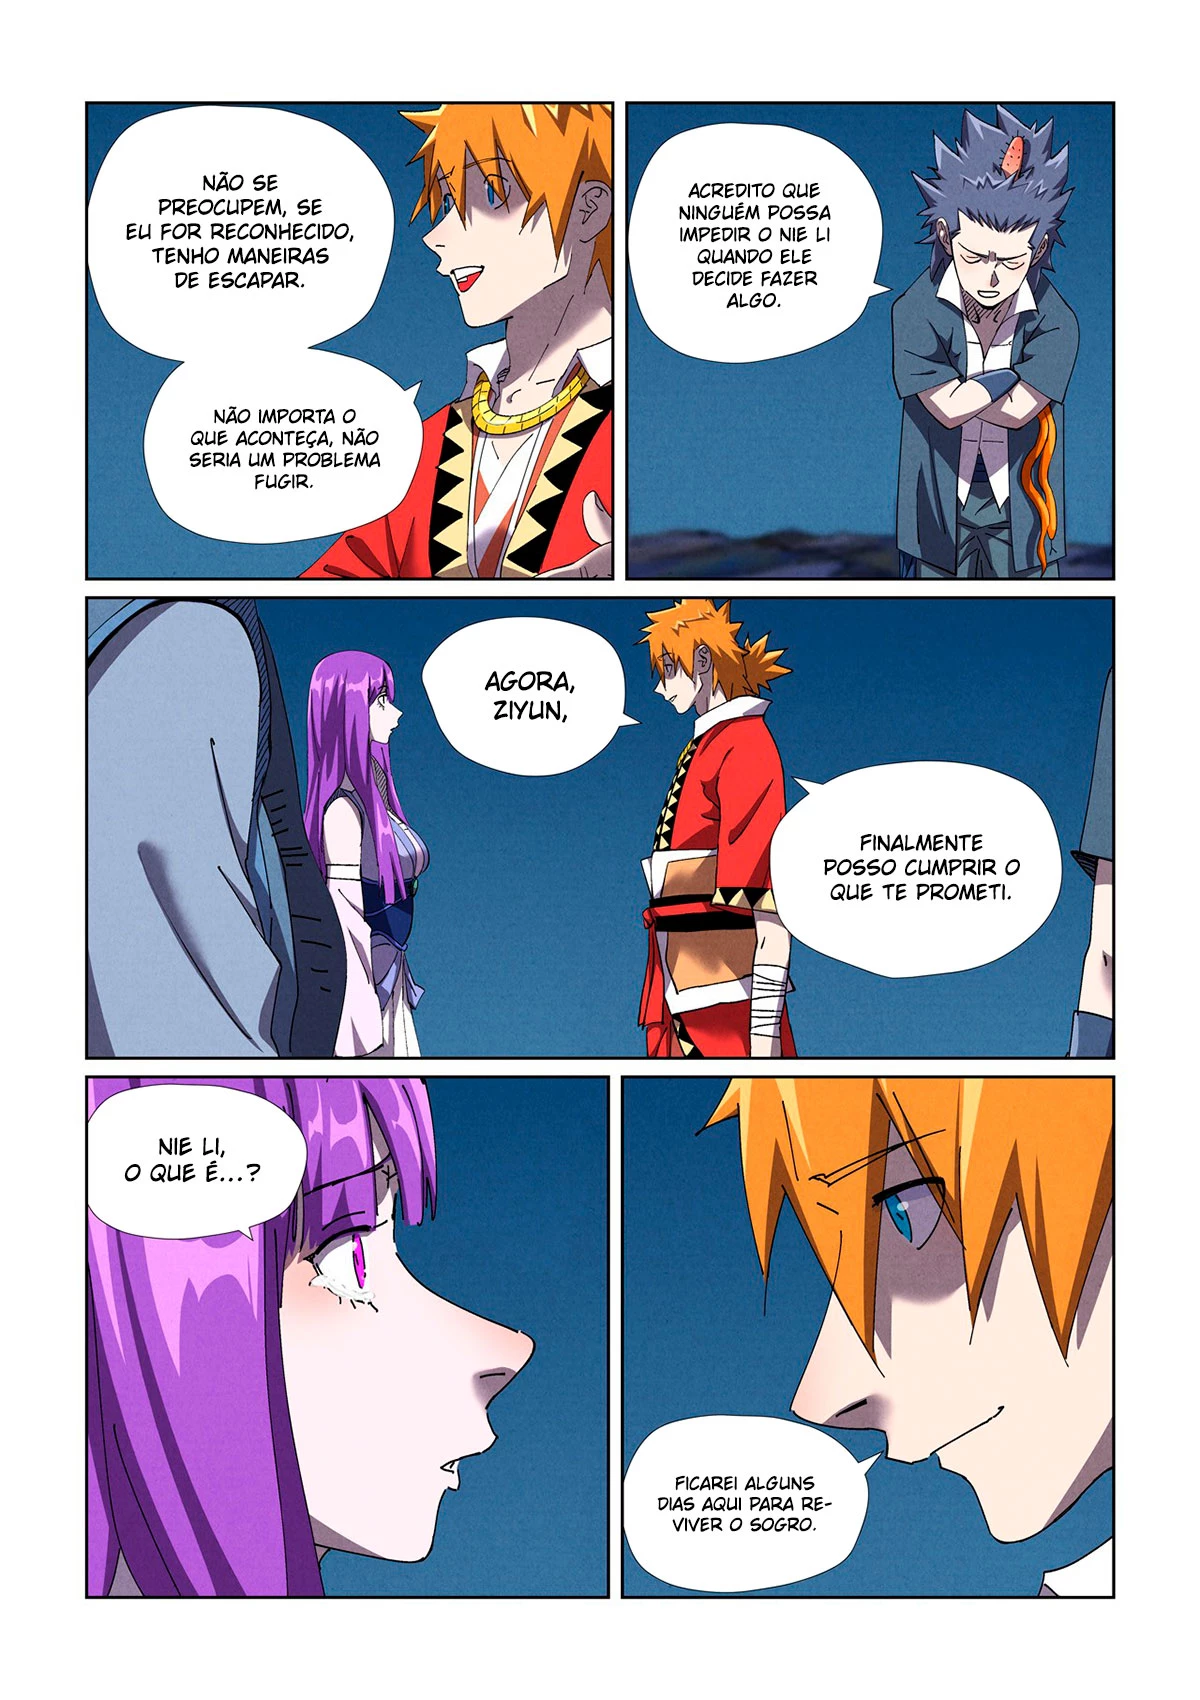 NÃO SE
PREOCUPEM, SE
EU FOR RECONHECIDO,
TENHO MANEIRAS
DE ESCAPAR.
NÃO IMPORTA O
QUE ACONTEÇA, NÃO
SERIA UM PROBLEMA
FUGIR.
ACREDITO QUE
NINGUÉM POSSA
IMPEDIR O NIE LI
QUANDO ELE
DECIDE FAZER
ALGO.
AGORA,
ZIYUN,
FINALMENTE
POSSO CUMPRIR O
QUE TE PROMETI.
NIE LI,
O QUE É...?
FICAREI ALGUNS
DIAS AQUI PARA RE-
VIVER O SOGRO.